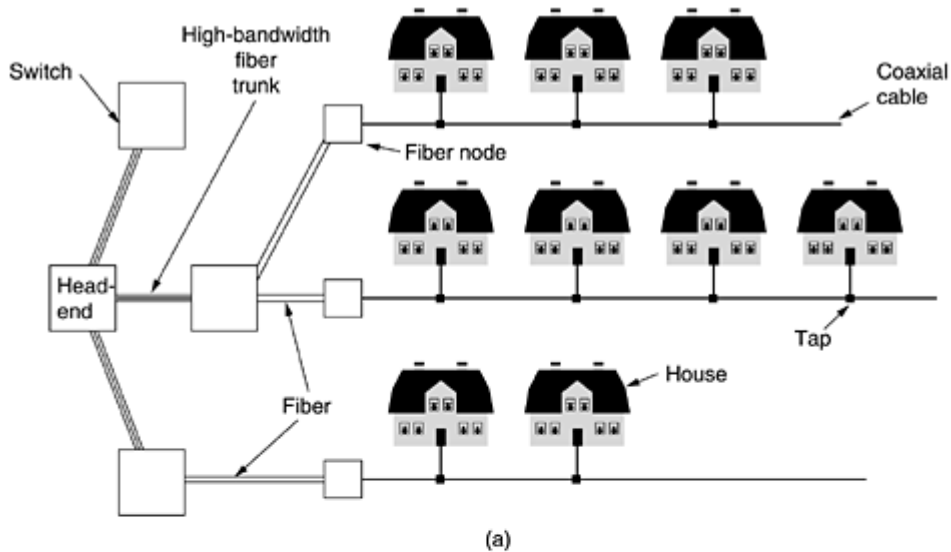 High-bandwidth
fiber
trunk
Switch
Coaxial
cable
Fiber node
Head-
end
Tap
House
Fiber
(a)